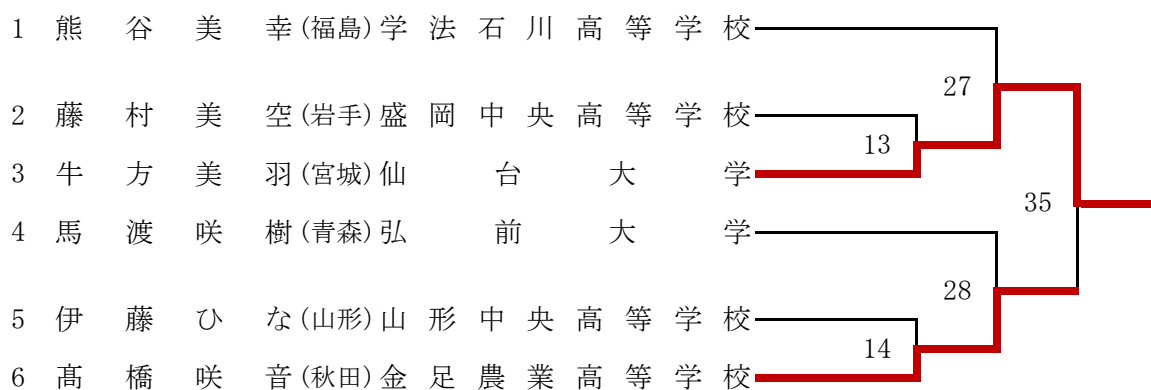 1 熊谷美幸(福島)学法石川高等学校
27
2 藤村美空(岩手)盛岡中央高等学校
13
3 牛方美羽(宮城)仙台大学
35
4 馬渡咲樹(青森)弘前大学
28
5 伊藤ひな(山形)山形中央高等学校
14
6 髙橋咲音(秋田)金足農業高等学校